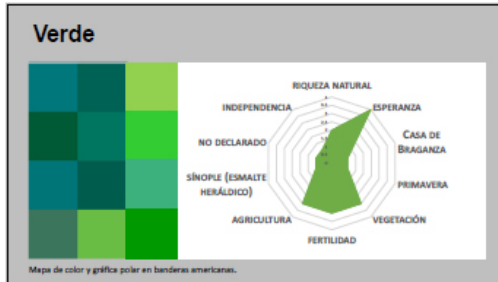 Verde
RIQUEZA NATURAL
INDEPENDENCIA
ESPERANZA
NO DECLARADO
CASA DE
BRAGANZA
SÍNOPLE (ESMALTE
HERÁLDICO)
PRIMAVERA
AGRICULTURA
VEGETACIÓN
FERTILIDAD
Mapa de color y gráfica polar en banderas americanas.